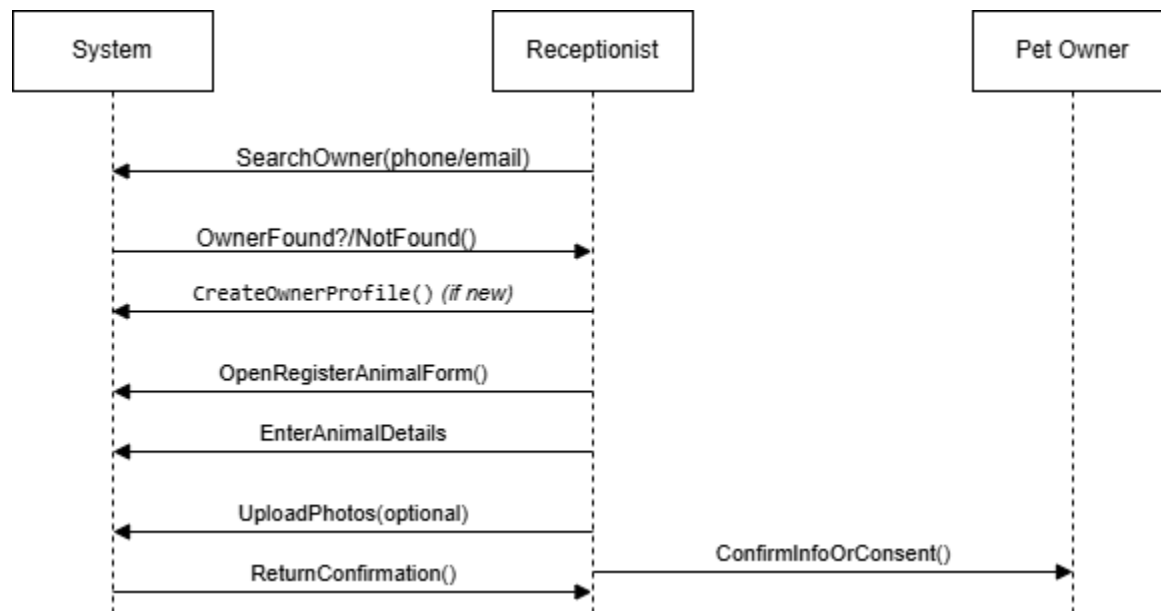 System
Receptionist
Pet Owner
SearchOwner(phone/email)
OwnerFound?/NotFound()
CreateOwnerProfile() (if new)
OpenRegisterAnimalForm()
EnterAnimalDetails
UploadPhotos(optional)
ConfirmInfoOrConsent()
ReturnConfirmation()